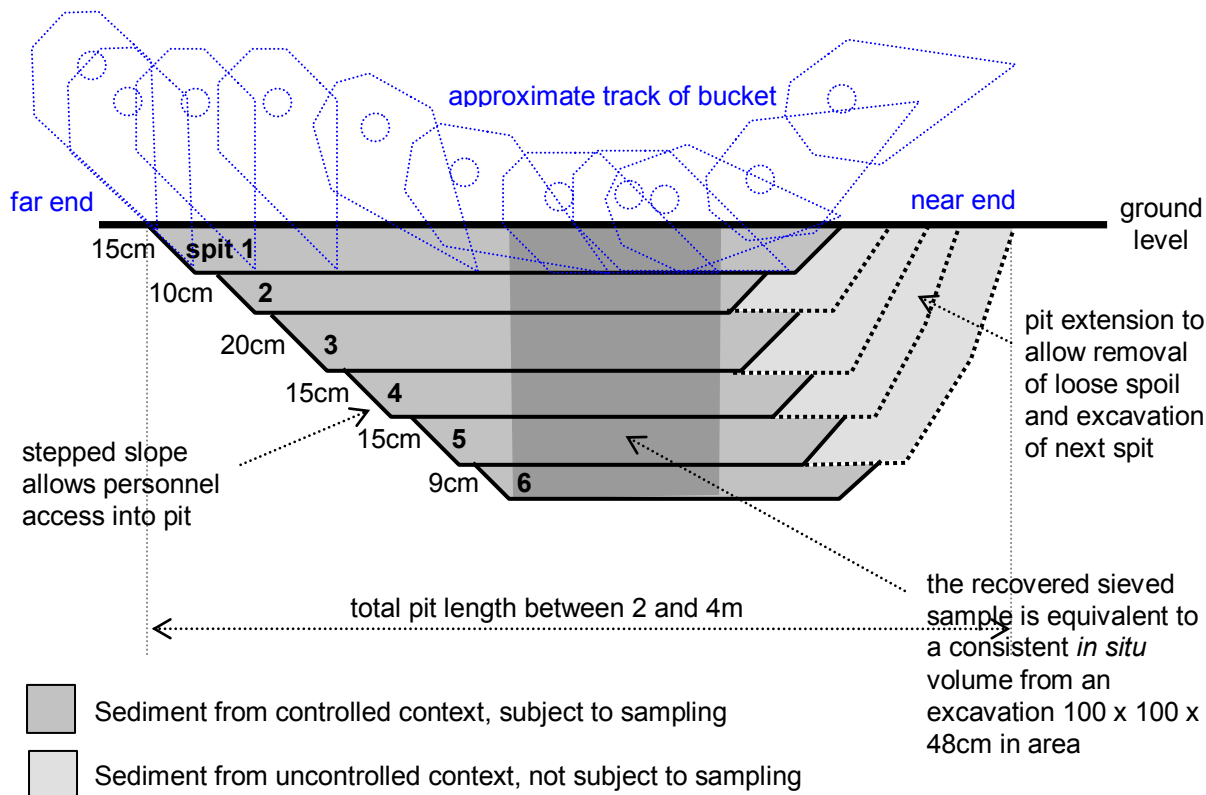 approximate track of bucket
far end
near end
ground
level
15cm
spit 1
10cm
2
20cm
3
15cm
4
15cm
5
9cm
6
stepped slope
allows personnel
access into pit
pit extension to
allow removal
of loose spoil
and excavation
of next spit
total pit length between 2 and 4m
the recovered sieved
sample is equivalent to
a consistent in situ
volume from an
excavation 100 x 100 x
48cm in area
Sediment from controlled context, subject to sampling
Sediment from uncontrolled context, not subject to sampling